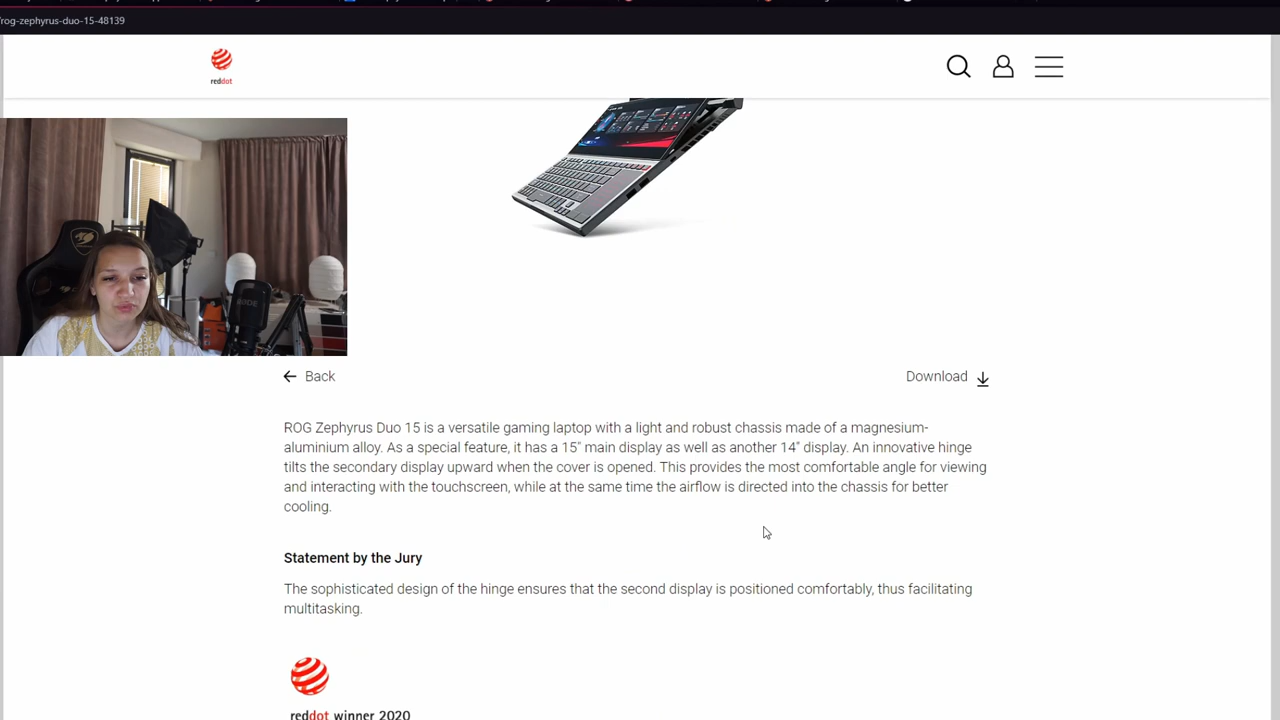 /rog-zephyrus-duo-15-48139
reddot
RODE
Back
Download
ROG Zephyrus Duo 15 is a versatile gaming laptop with a light and robust chassis made of a magnesium-
aluminium alloy. As a special feature, it has a 15" main display as well as another 14" display. An innovative hinge
tilts the secondary display upward when the cover is opened. This provides the most comfortable angle for viewing
and interacting with the touchscreen, while at the same time the airflow is directed into the chassis for better
cooling.
Statement by the Jury
The sophisticated design of the hinge ensures that the second display is positioned comfortably, thus facilitating
multitasking.
reddot winner 2020